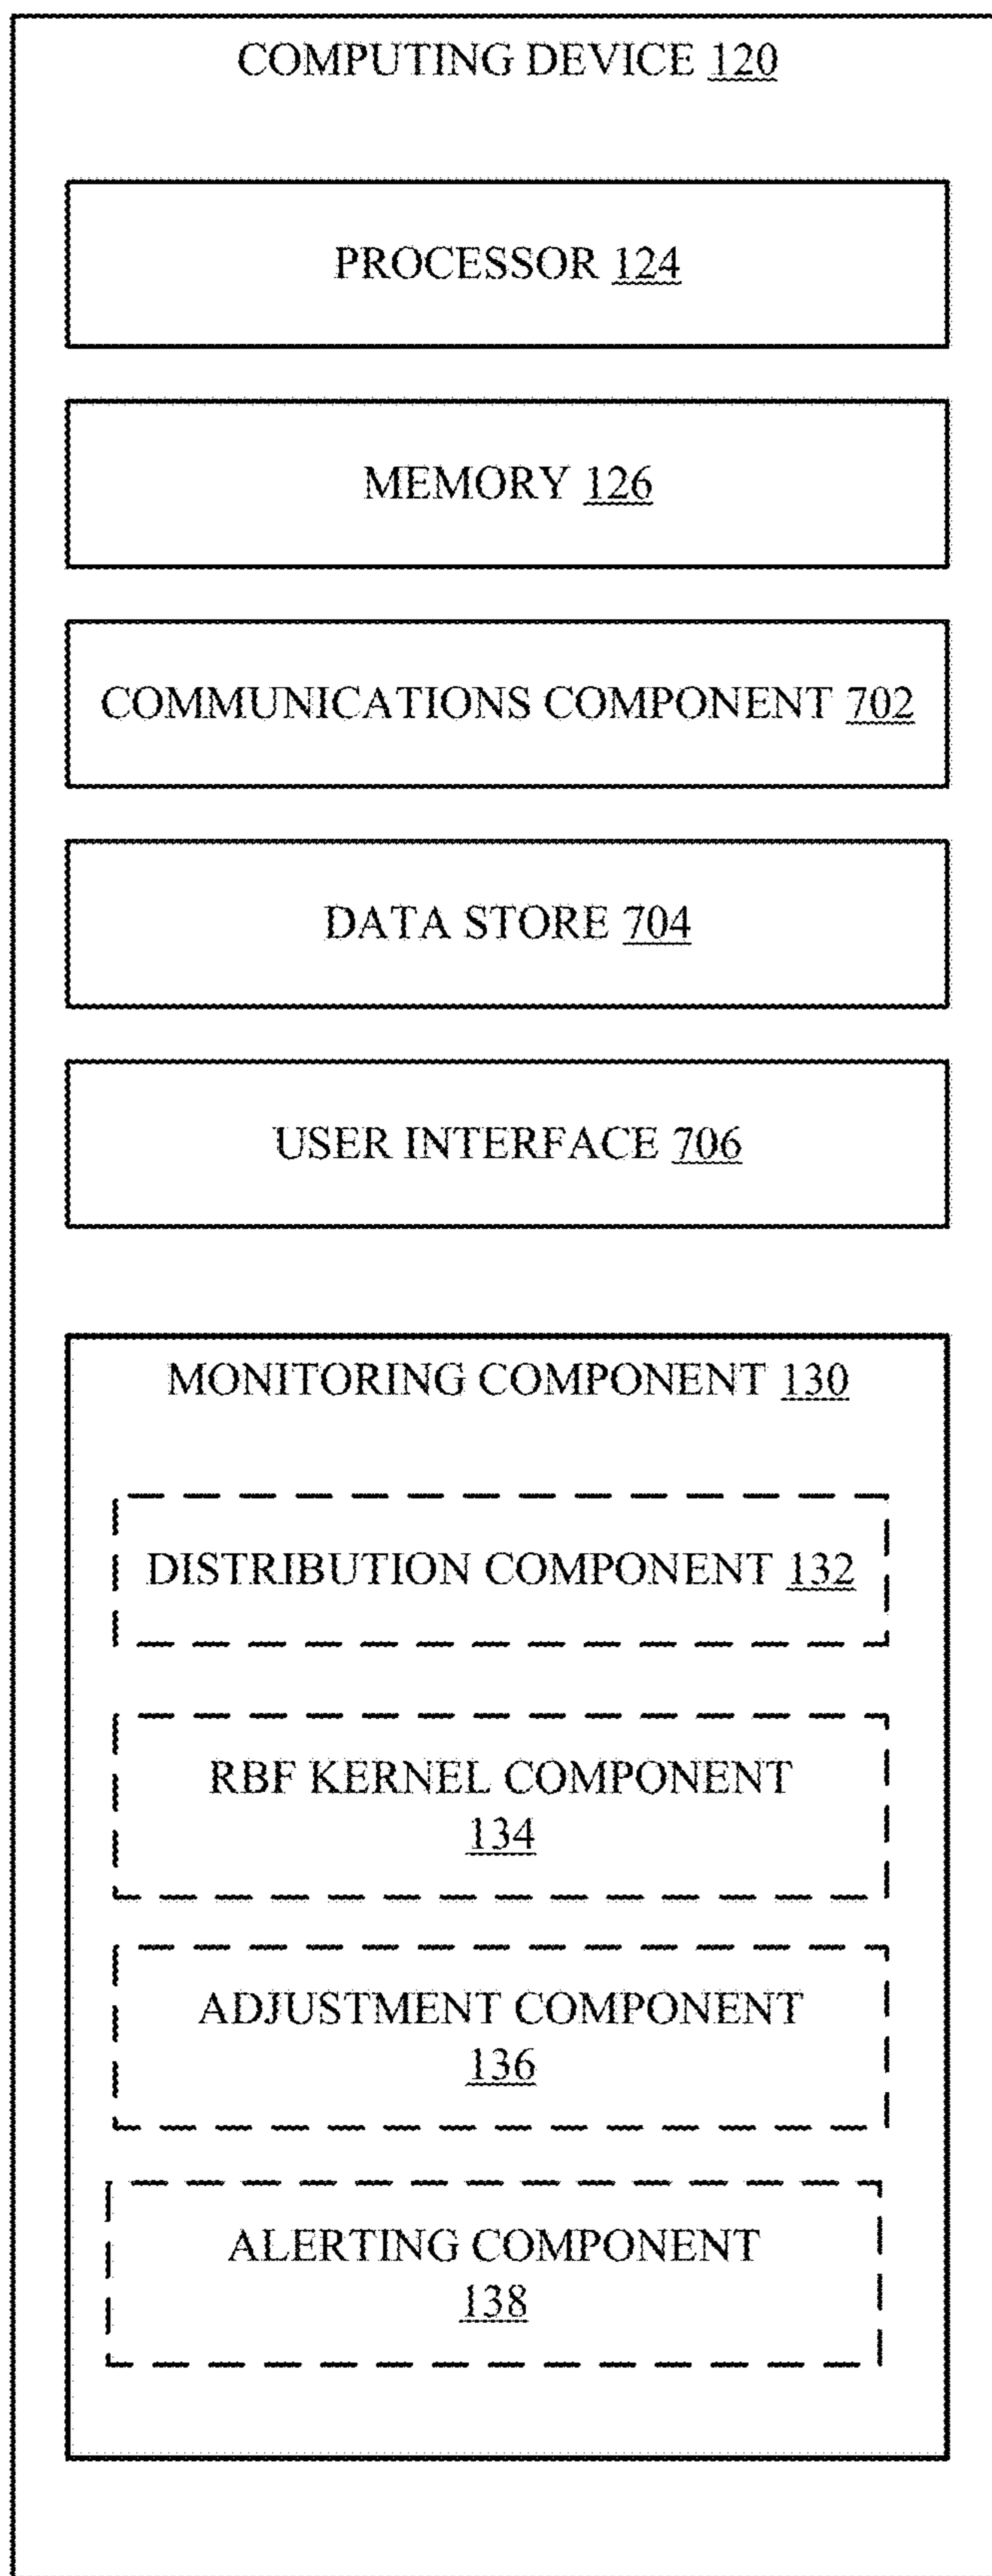 COMPUTING DEVICE 120
PROCESSOR 124
MEMORY 126
COMMUNICATIONS COMPONENT 702
DATA STORE 704
USER INTERFACE 706
MONITORING COMPONENT 130
DISTRIBUTION COMPONENT 132
RBF KERNEL COMPONENT
134
ADJUSTMENT COMPONENT
136
ALERTING COMPONENT
138